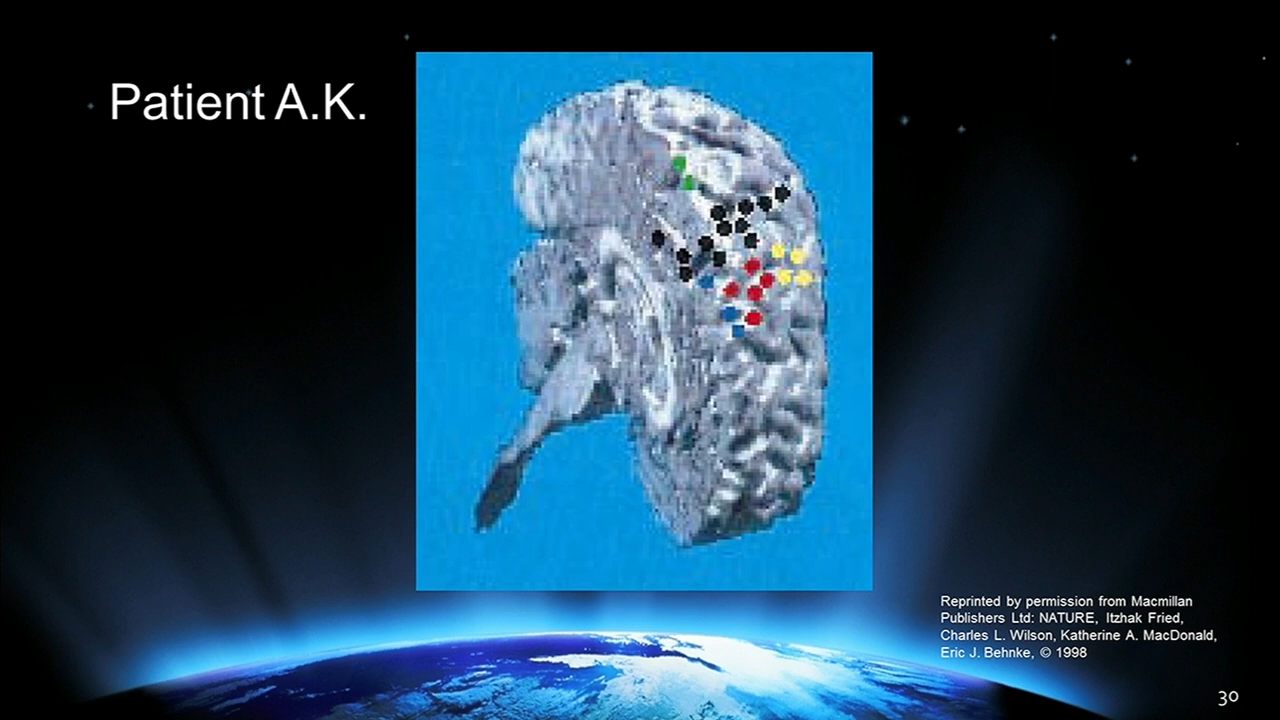 Patient A.K.
Reprinted by permission from Macmillan
Publishers Ltd: NATURE, Itzhak Fried,
Charles L. Wilson, Katherine A. MacDonald,
Eric J. Behnke, © 1998
30